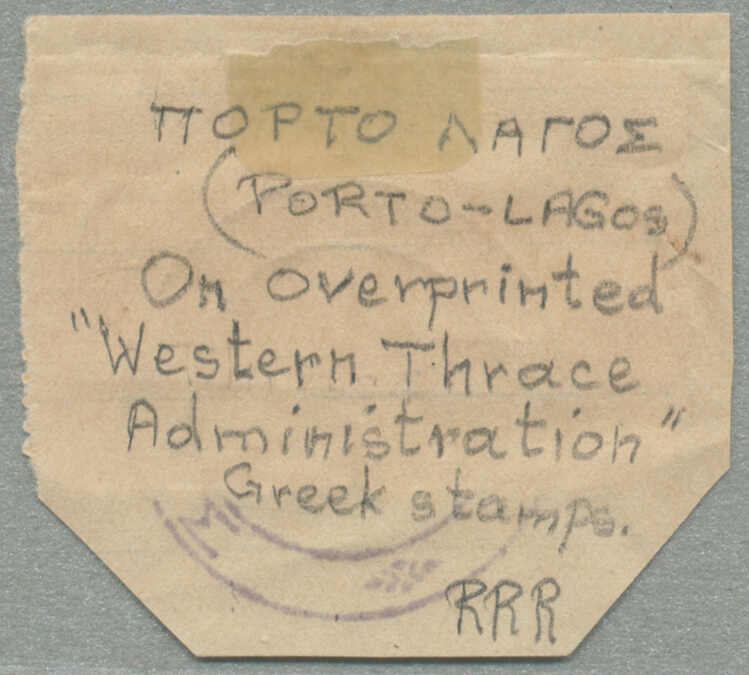 ΠΟΡΤΟ ΛΑΓΟΣ
(PORTO-LAGOS)
On overprinted
"Western Thrace
Administration"
Greek stamps.
RRR